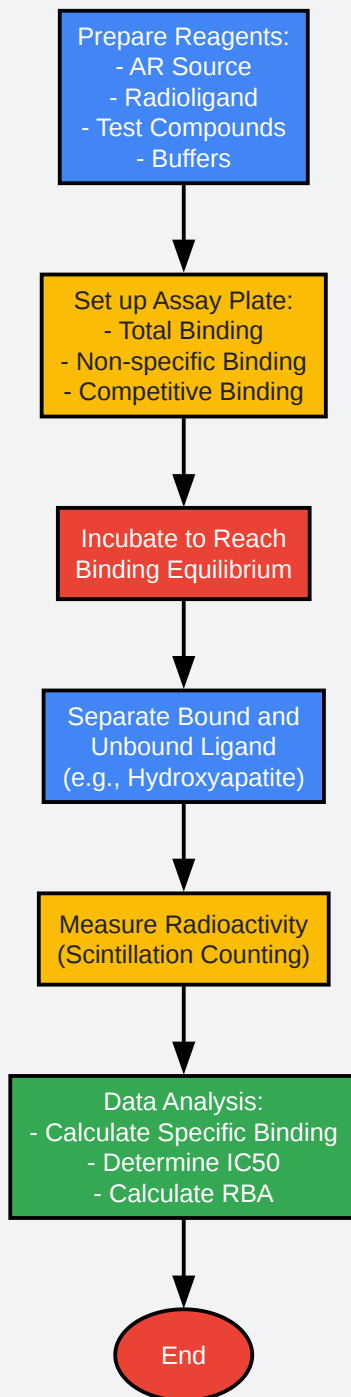 Prepare Reagents:
- AR Source
- Radioligand
- Test Compounds
- Buffers
Set up Assay Plate:
- Total Binding
- Non-specific Binding
- Competitive Binding
Incubate to Reach
Binding Equilibrium
Separate Bound and
Unbound Ligand
(e.g., Hydroxyapatite)
Measure Radioactivity
(Scintillation Counting)
Data Analysis:
- Calculate Specific Binding
- Determine IC50
- Calculate RBA
End